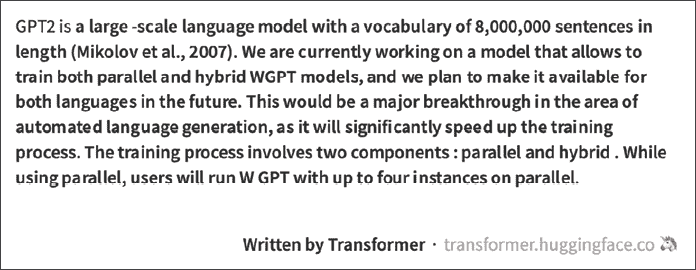 GPT2 is a large -scale language model with a vocabulary of 8,000,000 sentences in
length (Mikolov et al., 2007). We are currently working on a model that allows to
train both parallel and hybrid WGPT models, and we plan to make it available for
both languages in the future. This would be a major breakthrough in the area of
automated language generation, as it will significantly speed up the training
process. The training process involves two components : parallel and hybrid . While
using parallel, users will run W GPT with up to four instances on parallel.
Written by Transformer · transformer.huggingface.co 🦄